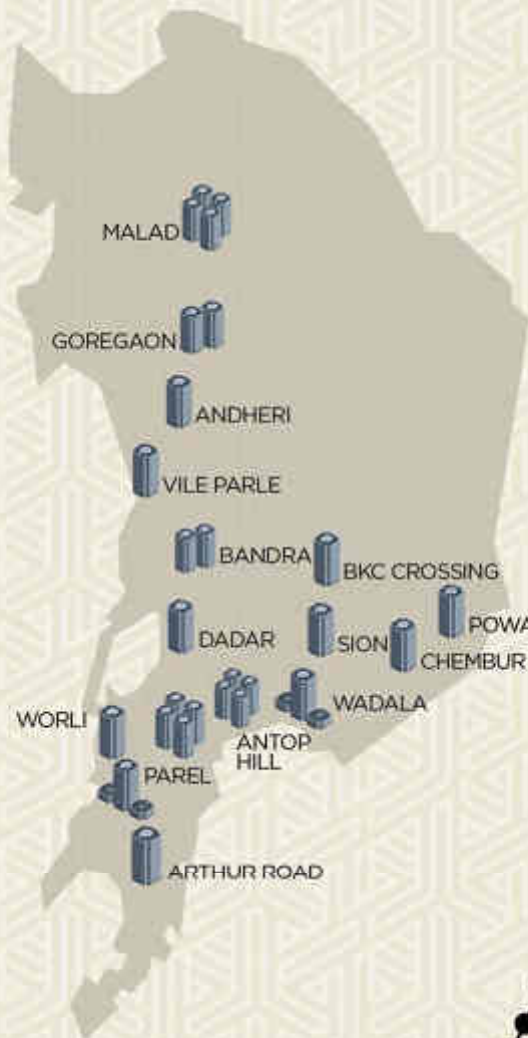 MALAD
GOREGAON
ANDHERI
VILE PARLE
BANDRA
BKC CROSSING
POWA
DADAR
SION
CHEMBUR
WADALA
WORLI
ANTOP
HILL
PAREL
ARTHUR ROAD